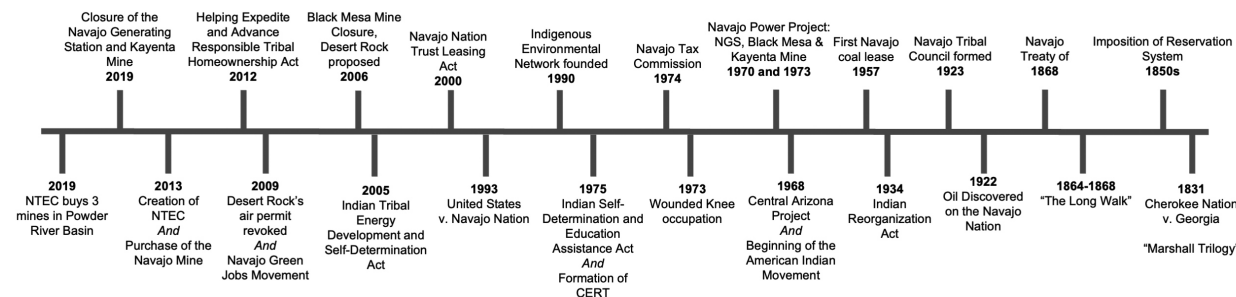 Closure of the
Navajo Generating
Station and Kayenta
Mine
2019
Helping Expedite
and Advance
Responsible Tribal
Homeownership Act
2012
Black Mesa Mine
Closure,
Desert Rock
proposed
2006
Navajo Nation
Trust Leasing
Act
2000
Indigenous
Environmental
Network founded
1990
Navajo Tax
Commission
1974
Navajo Power Project:
NGS, Black Mesa &
Kayenta Mine
1970 and 1973
First Navajo
coal lease
1957
Navajo Tribal
Council formed
1923
Navajo
Treaty of
1868
Imposition of Reservation
System
1850s
2019
NTEC buys 3
mines in Powder
River Basin
2013
Creation of
NTEC
And
Purchase of the
Navajo Mine
2009
Desert Rock's
air permit
revoked
And
Navajo Green
Jobs Movement
2005
Indian Tribal
Energy
Development and
Self-Determination
Act
1993
United States
v. Navajo Nation
1975
Indian Self-
Determination and
Education
Assistance Act
And
Formation of
CERT
1973
Wounded Knee
occupation
1968
Central Arizona
Project
And
Beginning of the
American Indian
Movement
1934
Indian
Reorganization
Act
1922
Oil Discovered
on the Navajo
Nation
1864-1868
“The Long Walk”
1831
Cherokee Nation
v. Georgia
“Marshall Trilogy”